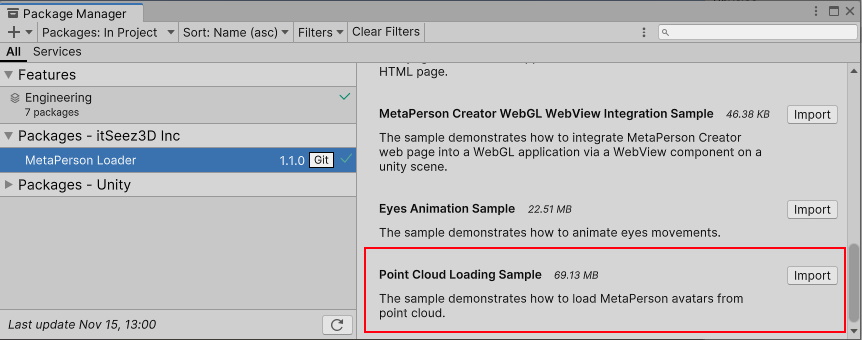 Package Manager
Packages: In Project
Sort: Name (asc)
Filters
Clear Filters
All
Services
Features
Engineering
7 packages
Packages - itSeez3D Inc
MetaPerson Loader
1.1.0
Git
Packages - Unity
Last update Nov 15, 13:00
HTML page.
MetaPerson Creator WebGL WebView Integration Sample
46.38 KB
Import
The sample demonstrates how to integrate MetaPerson Creator
web page into a WebGL application via a WebView component on a
unity scene.
Eyes Animation Sample
22.51 MB
Import
The sample demonstrates how to animate eyes movements.
Point Cloud Loading Sample
69.13 MB
Import
The sample demonstrates how to load MetaPerson avatars from
point cloud.